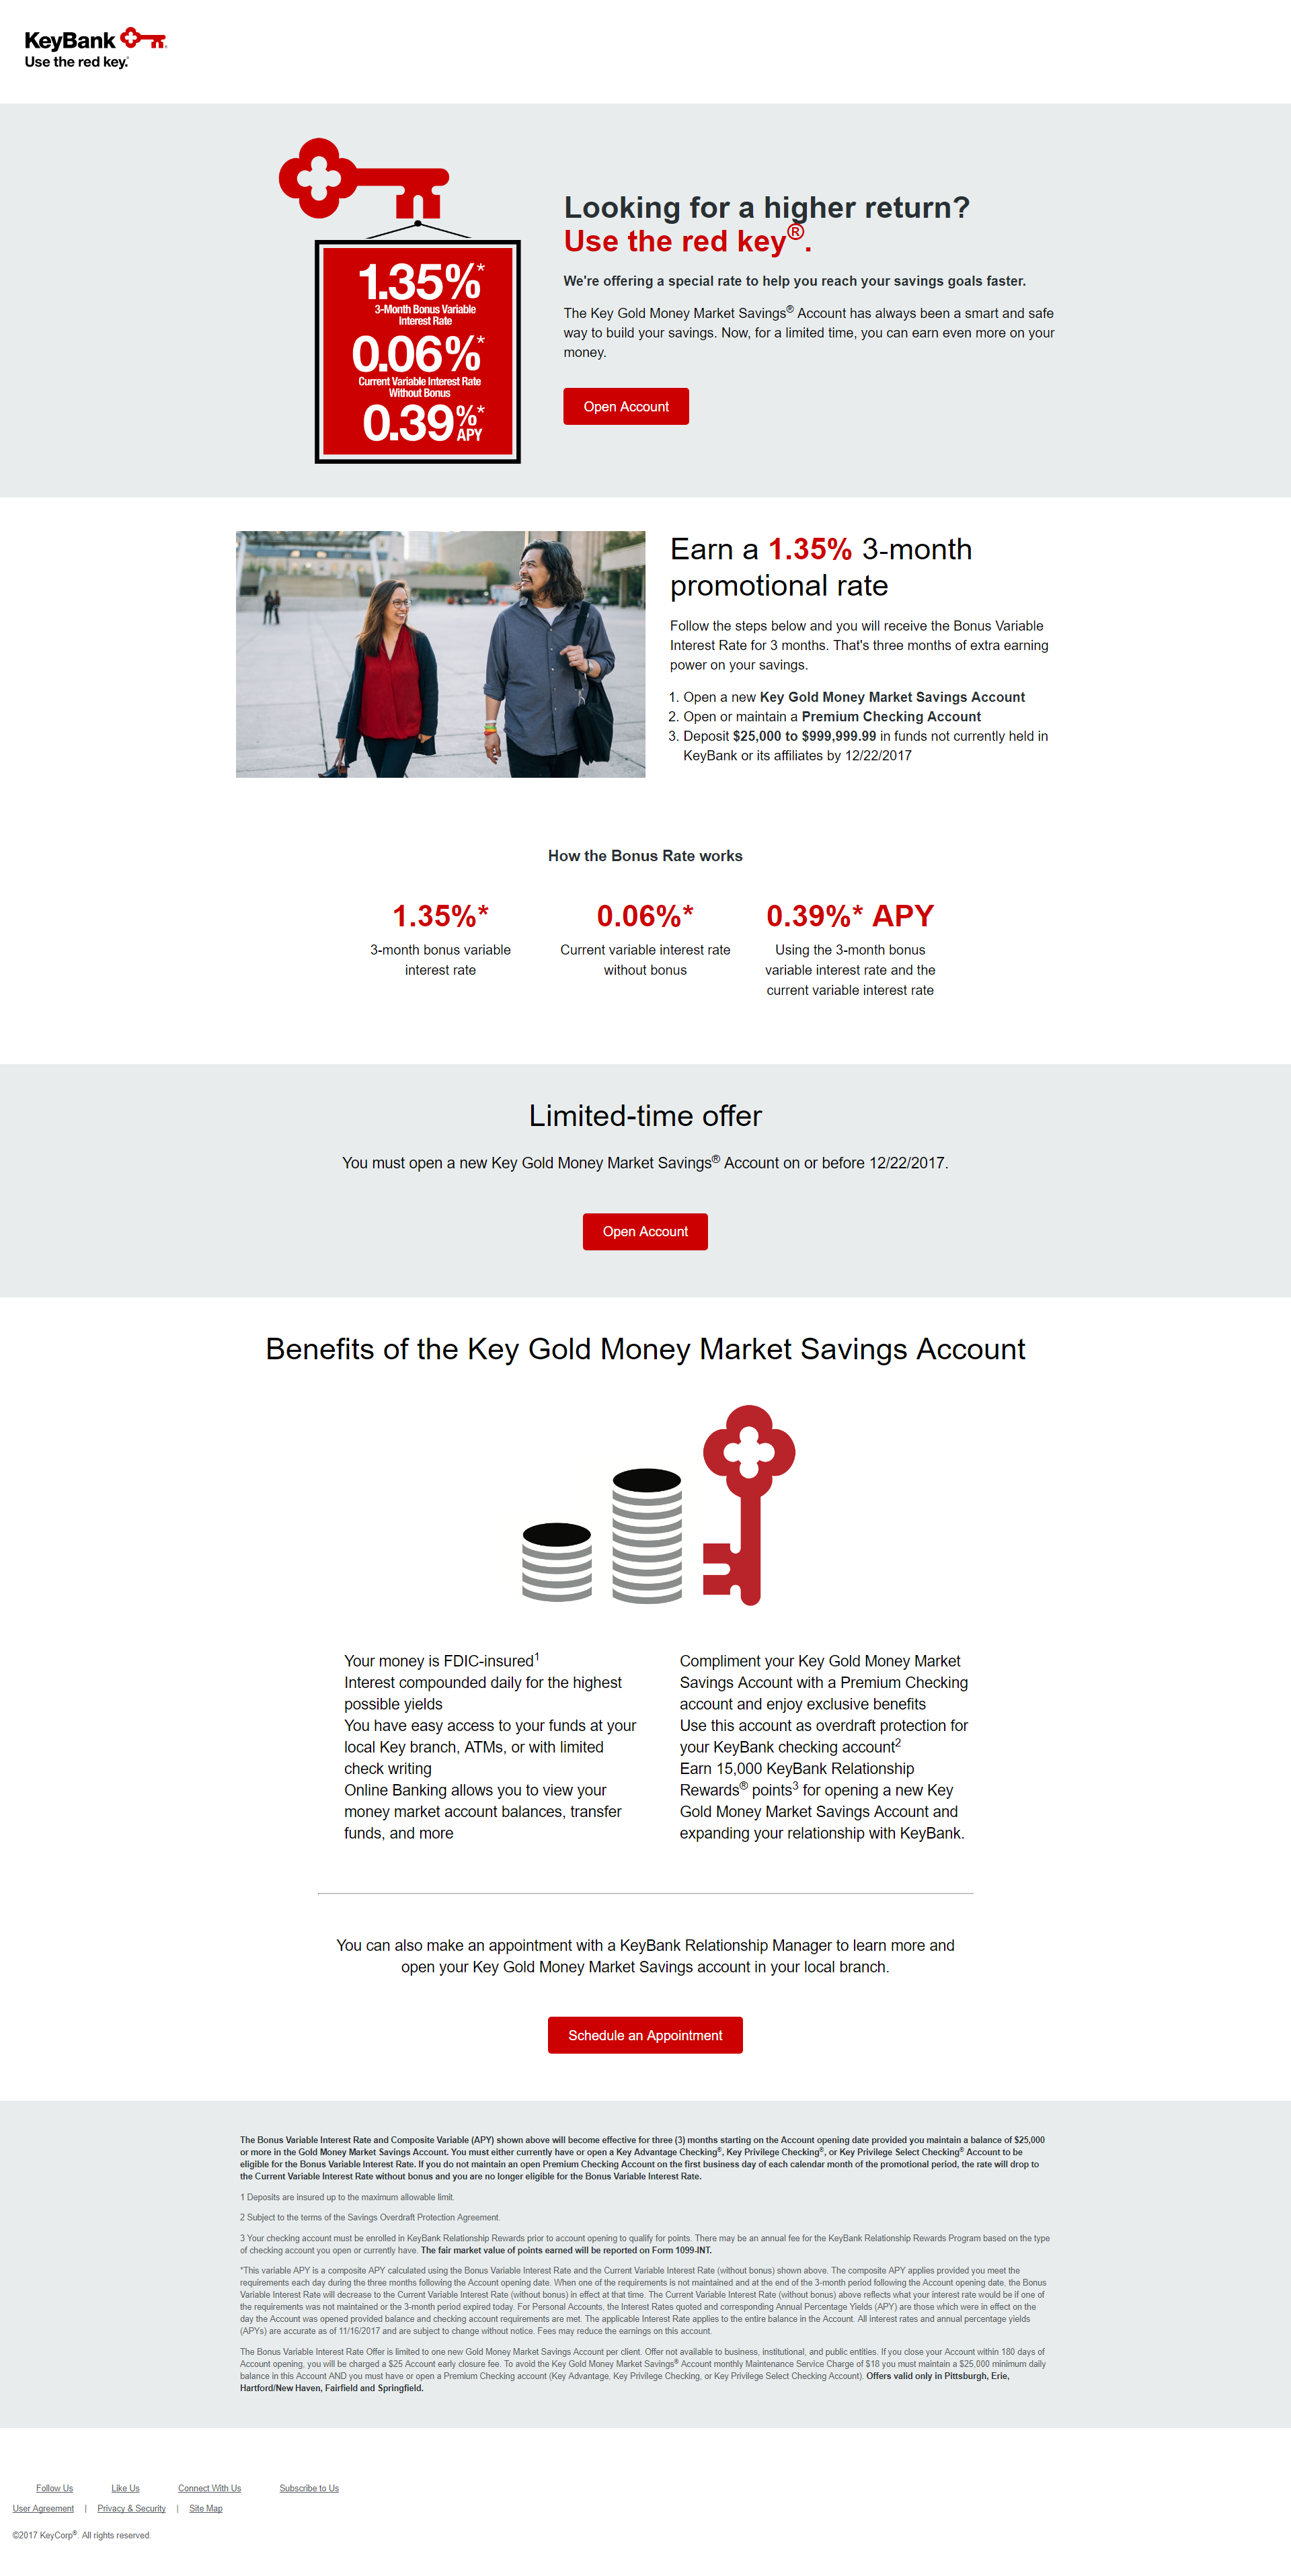 KeyBank
Use the red key.®
1.35%*
3-Month Bonus Variable
Interest Rate
0.06%*
Current Variable Interest Rate
Without Bonus
0.39%*
APY
Looking for a higher return?
Use the red key®.
We're offering a special rate to help you reach your savings goals faster.
The Key Gold Money Market Savings® Account has always been a smart and safe
way to build your savings. Now, for a limited time, you can earn even more on your
money.
Open Account
Earn a 1.35% 3-month
promotional rate
Follow the steps below and you will receive the Bonus Variable
Interest Rate for 3 months. That's three months of extra earning
power on your savings.
1. Open a new Key Gold Money Market Savings Account
2. Open or maintain a Premium Checking Account
3. Deposit $25,000 to $999,999.99 in funds not currently held in
KeyBank or its affiliates by 12/22/2017
How the Bonus Rate works
1.35%*
3-month bonus variable
interest rate
0.06%*
Current variable interest rate
without bonus
0.39%* APY
Using the 3-month bonus
variable interest rate and the
current variable interest rate
Limited-time offer
You must open a new Key Gold Money Market Savings® Account on or before 12/22/2017.
Open Account
Benefits of the Key Gold Money Market Savings Account
Your money is FDIC-insured1
Interest compounded daily for the highest
possible yields
You have easy access to your funds at your
local Key branch, ATMs, or with limited
check writing
Online Banking allows you to view your
money market account balances, transfer
funds, and more
Compliment your Key Gold Money Market
Savings Account with a Premium Checking
account and enjoy exclusive benefits
Use this account as overdraft protection for
your KeyBank checking account2
Earn 15,000 KeyBank Relationship
Rewards® points3 for opening a new Key
Gold Money Market Savings Account and
expanding your relationship with KeyBank.
You can also make an appointment with a KeyBank Relationship Manager to learn more and
open your Key Gold Money Market Savings account in your local branch.
Schedule an Appointment
The Bonus Variable Interest Rate and Composite Variable (APY) shown above will become effective for three (3) months starting on the Account opening date provided you maintain a balance of $25,000
or more in the Gold Money Market Savings Account. You must either currently have or open a Key Advantage Checking®, Key Privilege Checking®, or Key Privilege Select Checking® Account to be
eligible for the Bonus Variable Interest Rate. If you do not maintain an open Premium Checking Account on the first business day of each calendar month of the promotional period, the rate will drop to
the Current Variable Interest Rate without bonus and you are no longer eligible for the Bonus Variable Interest Rate.
1 Deposits are insured up to the maximum allowable limit.
2 Subject to the terms of the Savings Overdraft Protection Agreement.
3 Your checking account must be enrolled in KeyBank Relationship Rewards prior to account opening to qualify for points. There may be an annual fee for the KeyBank Relationship Rewards Program based on the type
of checking account you open or currently have. The fair market value of points earned will be reported on Form 1099-INT.
*This variable APY is a composite APY calculated using the Bonus Variable Interest Rate and the Current Variable Interest Rate (without bonus) shown above. The composite APY applies provided you meet the
requirements each day during the three months following the Account opening date. When one of the requirements is not maintained and at the end of the 3-month period following the Account opening date, the Bonus
Variable Interest Rate will decrease to the Current Variable Interest Rate (without bonus) in effect at that time. The Current Variable Interest Rate (without bonus) above reflects what your interest rate would be if one of
the requirements was not maintained or the 3-month period expired today. For Personal Accounts, the Interest Rates quoted and corresponding Annual Percentage Yields (APY) are those which were in effect on the
day the Account was opened provided balance and checking account requirements are met. The applicable Interest Rate applies to the entire balance in the Account. All interest rates and annual percentage yields
(APYs) are accurate as of 11/16/2017 and are subject to change without notice. Fees may reduce the earnings on this account.
The Bonus Variable Interest Rate Offer is limited to one new Gold Money Market Savings Account per client. Offer not available to business, institutional, and public entities. If you close your Account within 180 days of
Account opening, you will be charged a $25 Account early closure fee. To avoid the Key Gold Money Market Savings® Account monthly Maintenance Service Charge of $18 you must maintain a $25,000 minimum daily
balance in this Account AND you must have or open a Premium Checking account (Key Advantage, Key Privilege Checking, or Key Privilege Select Checking Account). Offers valid only in Pittsburgh, Erie,
Hartford/New Haven, Fairfield and Springfield.
Follow Us Like Us Connect With Us Subscribe to Us
User Agreement | Privacy & Security | Site Map
©2017 KeyCorp®. All rights reserved.